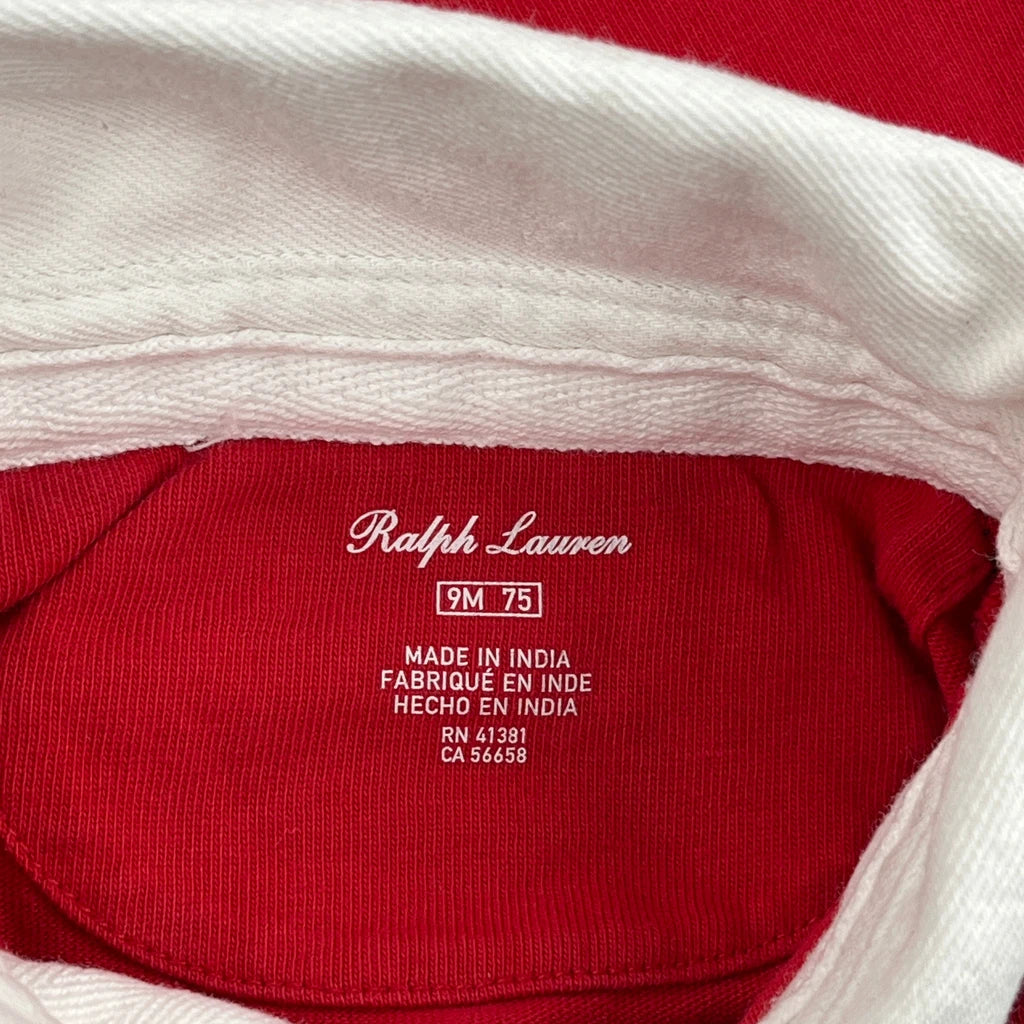 Ralph Lauren
9M 75
MADE IN INDIA
FABRIQUÉ EN INDE
HECHO EN INDIA
RN 41381
CA 56658